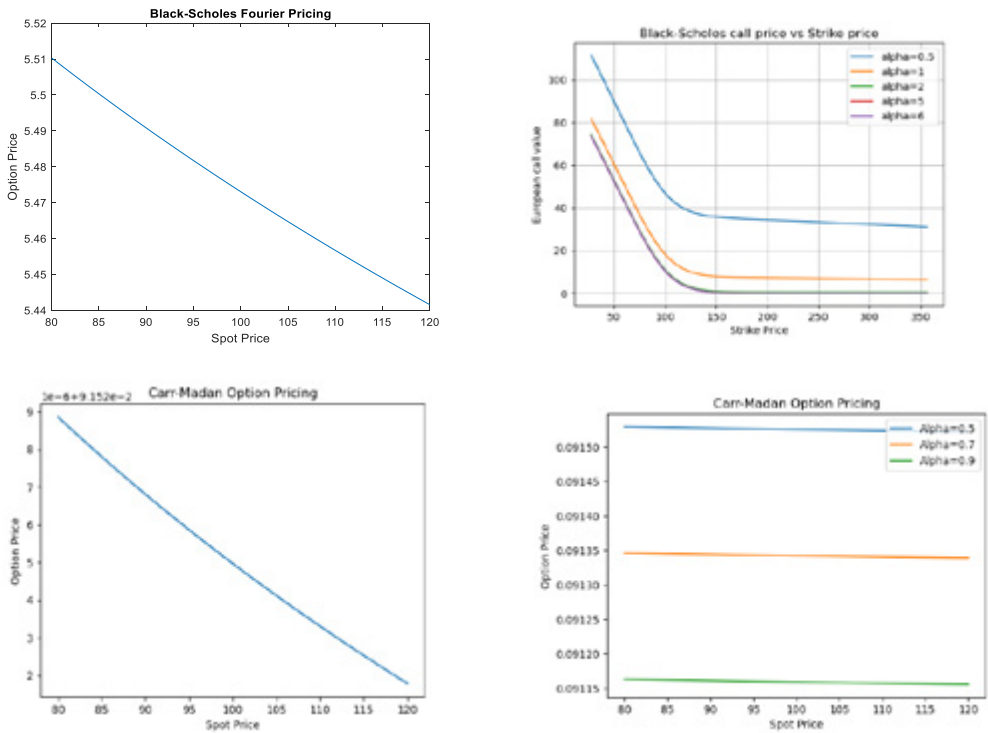 Black-Scholes Fourier Pricing
5.52
5.51
5.5
5.49
5.48
5.47
5.46
5.45
5.44
Option Price
80 85 90 95 100 105 110 115 120
Spot Price
Black-Scholes call price vs Strike price
alpha=0.5
alpha=1
alpha=2
alpha=5
alpha=6
100
80
60
40
20
0
European call value
50 100 150 200 250 300 350
Strike Price
1e-6+9.152e-2 Carr-Madan Option Pricing
9
8
7
6
5
4
3
2
Option Price
80 85 90 95 100 105 110 115 120
Spot Price
Carr-Madan Option Pricing
Alpha=0.5
Alpha=0.7
Alpha=0.9
0.09150
0.09145
0.09140
0.09135
0.09130
0.09125
0.09120
0.09115
Option Price
80 85 90 95 100 105 110 115 120
Spot Price